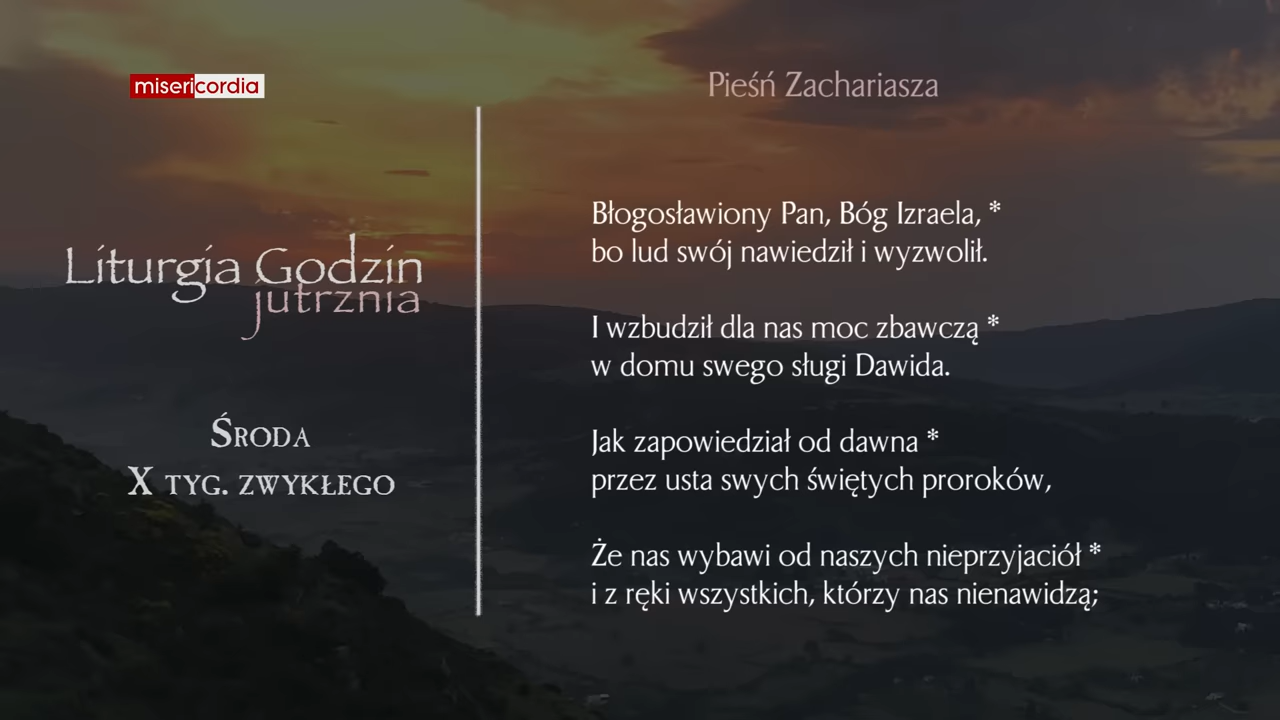 misericordia
Liturgia Godzin
jutrznia
Środa
X tyg. zwykłego
Pieśń Zachariasza
Błogosławiony Pan, Bóg Izraela, *
bo lud swój nawiedził i wyzwolił.
I wzbudził dla nas moc zbawczą *
w domu swego sługi Dawida.
Jak zapowiedział od dawna *
przez usta swych świętych proroków,
Że nas wybawi od naszych nieprzyjaciół *
i z ręki wszystkich, którzy nas nienawidzą;